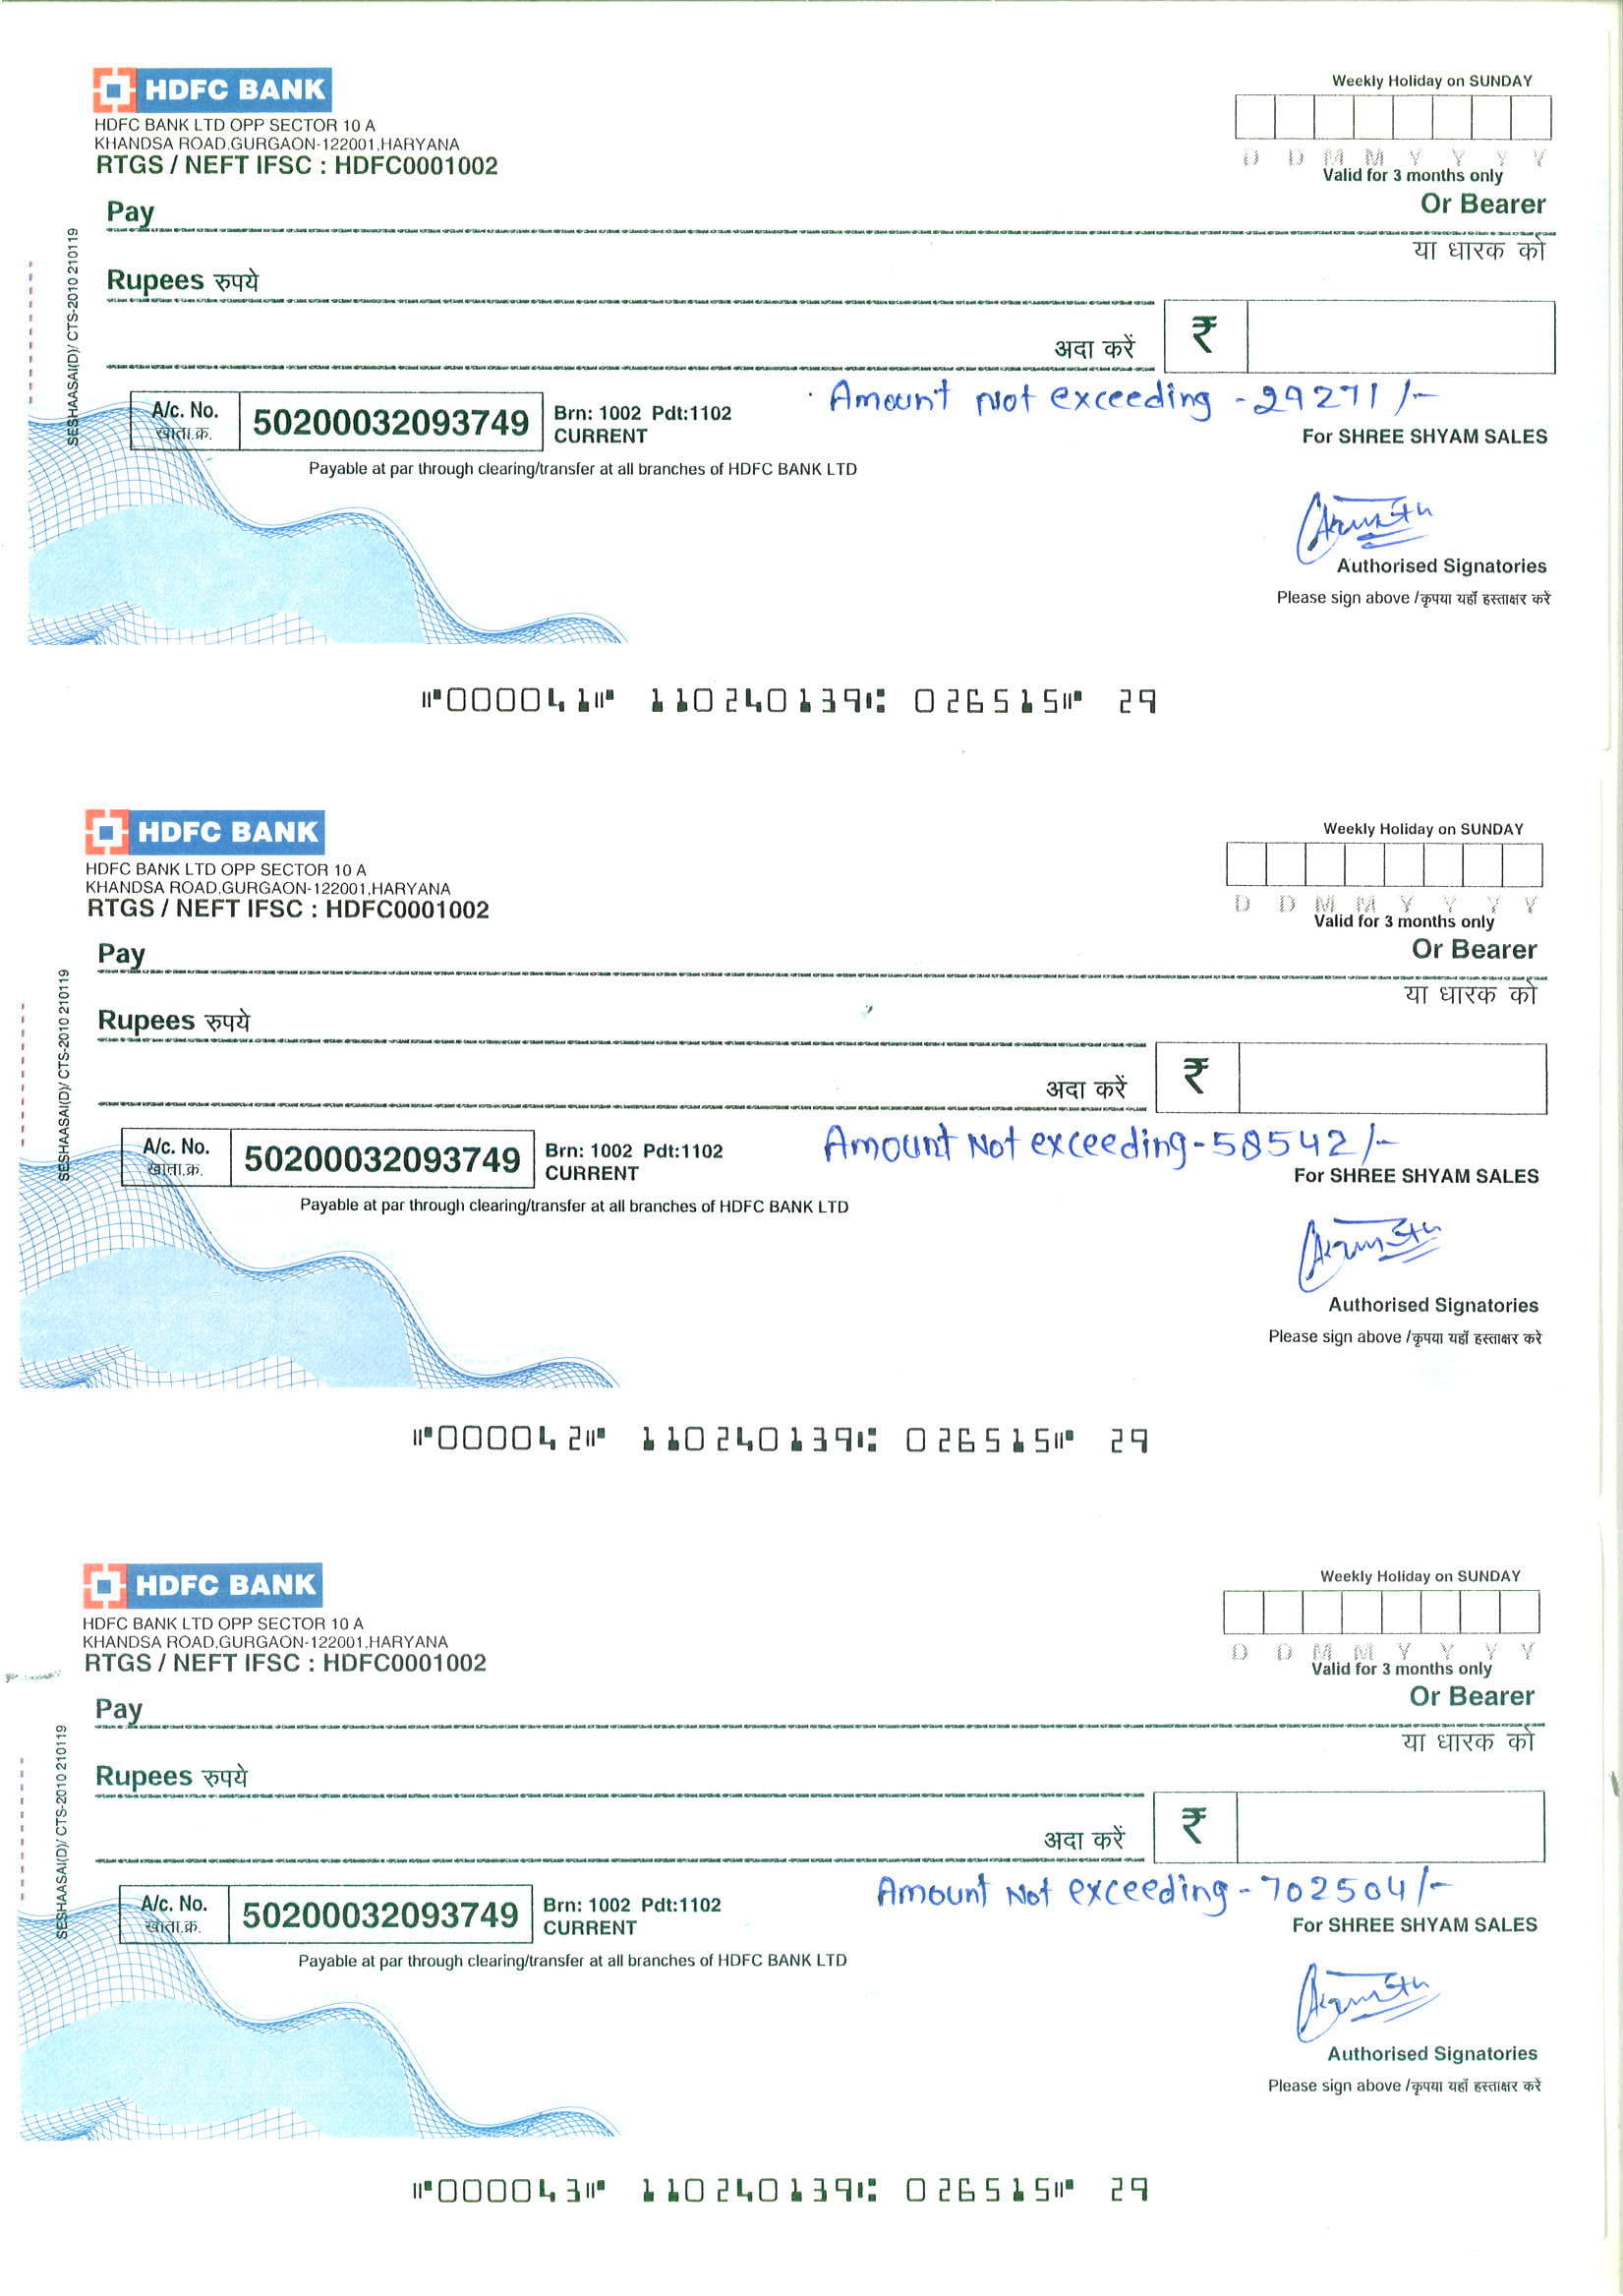 HDFC BANK
HDFC BANK LTD OPP SECTOR 10 A
KHANDSA ROAD,GURGAON-122001,HARYANA
RTGS / NEFT IFSC : HDFC0001002
Weekly Holiday on SUNDAY
D D M M Y Y Y Y
Valid for 3 months only
Pay
Or Bearer
या धारक को
Rupees रुपये
अदा करें
₹
SESHAASAI(D)/ CTS-2010 210119
A/c. No.
खाता.क्र.
50200032093749
Brn: 1002 Pdt:1102
CURRENT
Amount Not exceeding - 29271/-
For SHREE SHYAM SALES
Payable at par through clearing/transfer at all branches of HDFC BANK LTD
Authorised Signatories
Please sign above /कृपया यहाँ हस्ताक्षर करें
⑈000041⑈ 110240139⑆ 026515⑈ 29
HDFC BANK
HDFC BANK LTD OPP SECTOR 10 A
KHANDSA ROAD,GURGAON-122001,HARYANA
RTGS / NEFT IFSC : HDFC0001002
Weekly Holiday on SUNDAY
D D M M Y Y Y Y
Valid for 3 months only
Pay
Or Bearer
या धारक को
Rupees रुपये
अदा करें
₹
SESHAASAI(D)/ CTS-2010 210119
A/c. No.
खाता.क्र.
50200032093749
Brn: 1002 Pdt:1102
CURRENT
Amount Not exceeding - 58542/-
For SHREE SHYAM SALES
Payable at par through clearing/transfer at all branches of HDFC BANK LTD
Authorised Signatories
Please sign above /कृपया यहाँ हस्ताक्षर करें
⑈000042⑈ 110240139⑆ 026515⑈ 29
HDFC BANK
HDFC BANK LTD OPP SECTOR 10 A
KHANDSA ROAD,GURGAON-122001,HARYANA
RTGS / NEFT IFSC : HDFC0001002
Weekly Holiday on SUNDAY
D D M M Y Y Y Y
Valid for 3 months only
Pay
Or Bearer
या धारक को
Rupees रुपये
अदा करें
₹
SESHAASAI(D)/ CTS-2010 210119
A/c. No.
खाता.क्र.
50200032093749
Brn: 1002 Pdt:1102
CURRENT
Amount Not exceeding - 702504/-
For SHREE SHYAM SALES
Payable at par through clearing/transfer at all branches of HDFC BANK LTD
Authorised Signatories
Please sign above /कृपया यहाँ हस्ताक्षर करें
⑈000043⑈ 110240139⑆ 026515⑈ 29